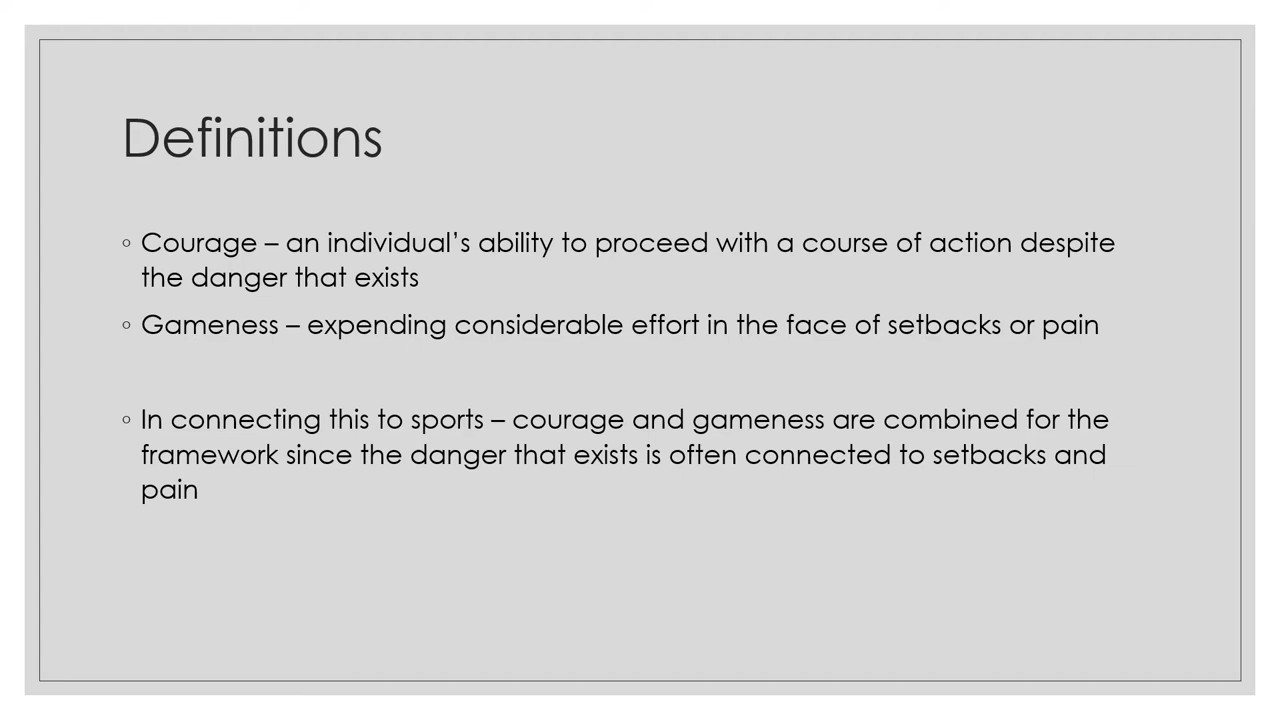 Definitions
◦ Courage – an individual’s ability to proceed with a course of action despite
the danger that exists
◦ Gameness – expending considerable effort in the face of setbacks or pain
◦ In connecting this to sports – courage and gameness are combined for the
framework since the danger that exists is often connected to setbacks and
pain